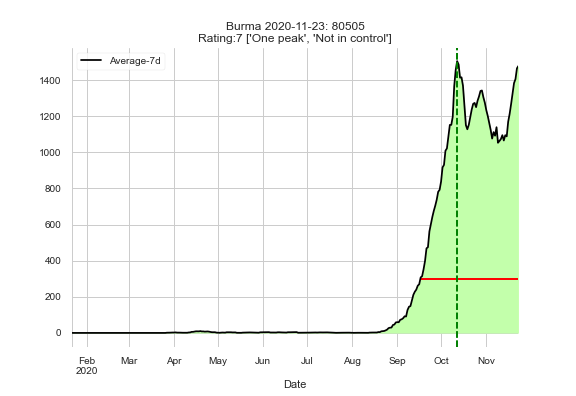 Burma 2020-11-23: 80505
Rating:7 ['One peak', 'Not in control']
Average-7d
1400
1200
1000
800
600
400
200
0
Feb Mar Apr May Jun Jul Aug Sep Oct Nov
2020
Date